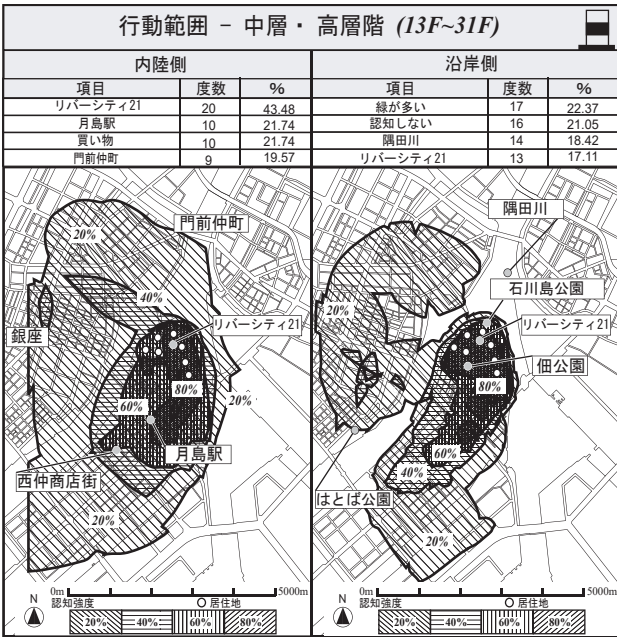 行動範囲 - 中層・高層階 (13F~31F)
内陸側
項目 度数 %
リバーシティ21 20 43.48
月島駅 10 21.74
買い物 10 21.74
門前仲町 9 19.57
沿岸側
項目 度数 %
緑が多い 17 22.37
認知しない 16 21.05
隅田川 14 18.42
リバーシティ21 13 17.11
20%
門前仲町
40%
銀座
リバーシティ21
80%
60%
20%
月島駅
西仲商店街
20%
隅田川
石川島公園
20%
リバーシティ21
佃公園
80%
60%
40%
はとば公園
20%
N
0m 5000m
認知強度 居住地
20% 40% 60% 80%
N
0m 5000m
認知強度 居住地
20% 40% 60% 80%